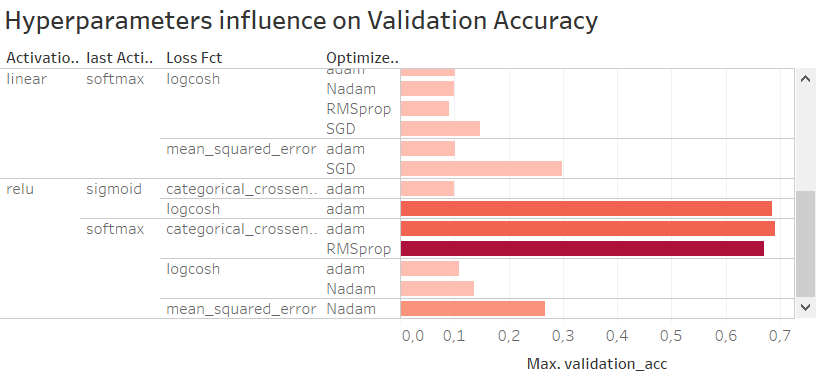 Hyperparameters influence on Validation Accuracy
Activatio.. last Acti.. Loss Fct Optimize..
linear softmax logcosh adam
Nadam
RMSprop
SGD
mean_squared_error adam
SGD
relu sigmoid categorical_crossen.. adam
logcosh adam
softmax categorical_crossen.. adam
RMSprop
logcosh adam
Nadam
mean_squared_error Nadam
0,0 0,1 0,2 0,3 0,4 0,5 0,6 0,7
Max. validation_acc